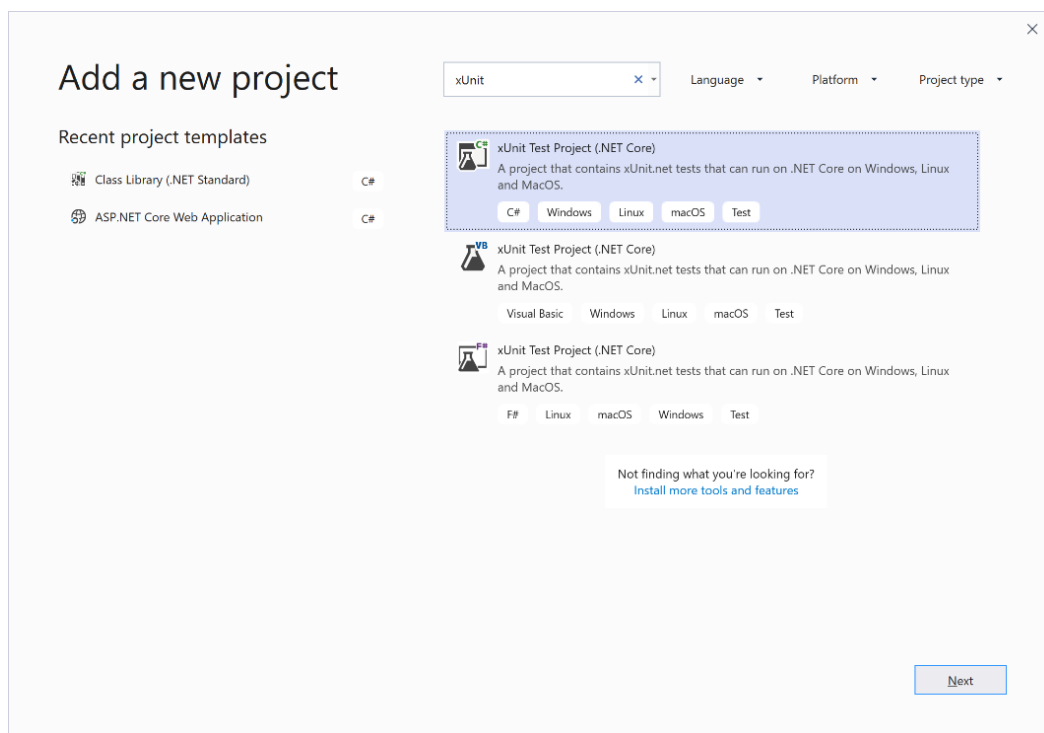 Add a new project
xUnit
Language
Platform
Project type
Recent project templates
Class Library (.NET Standard)
C#
ASP.NET Core Web Application
C#
C#
xUnit Test Project (.NET Core)
A project that contains xUnit.net tests that can run on .NET Core on Windows, Linux
and MacOS.
C# Windows Linux macOS Test
VB
xUnit Test Project (.NET Core)
A project that contains xUnit.net tests that can run on .NET Core on Windows, Linux
and MacOS.
Visual Basic Windows Linux macOS Test
F#
xUnit Test Project (.NET Core)
A project that contains xUnit.net tests that can run on .NET Core on Windows, Linux
and MacOS.
F# Linux macOS Windows Test
Not finding what you're looking for?
Install more tools and features
Next